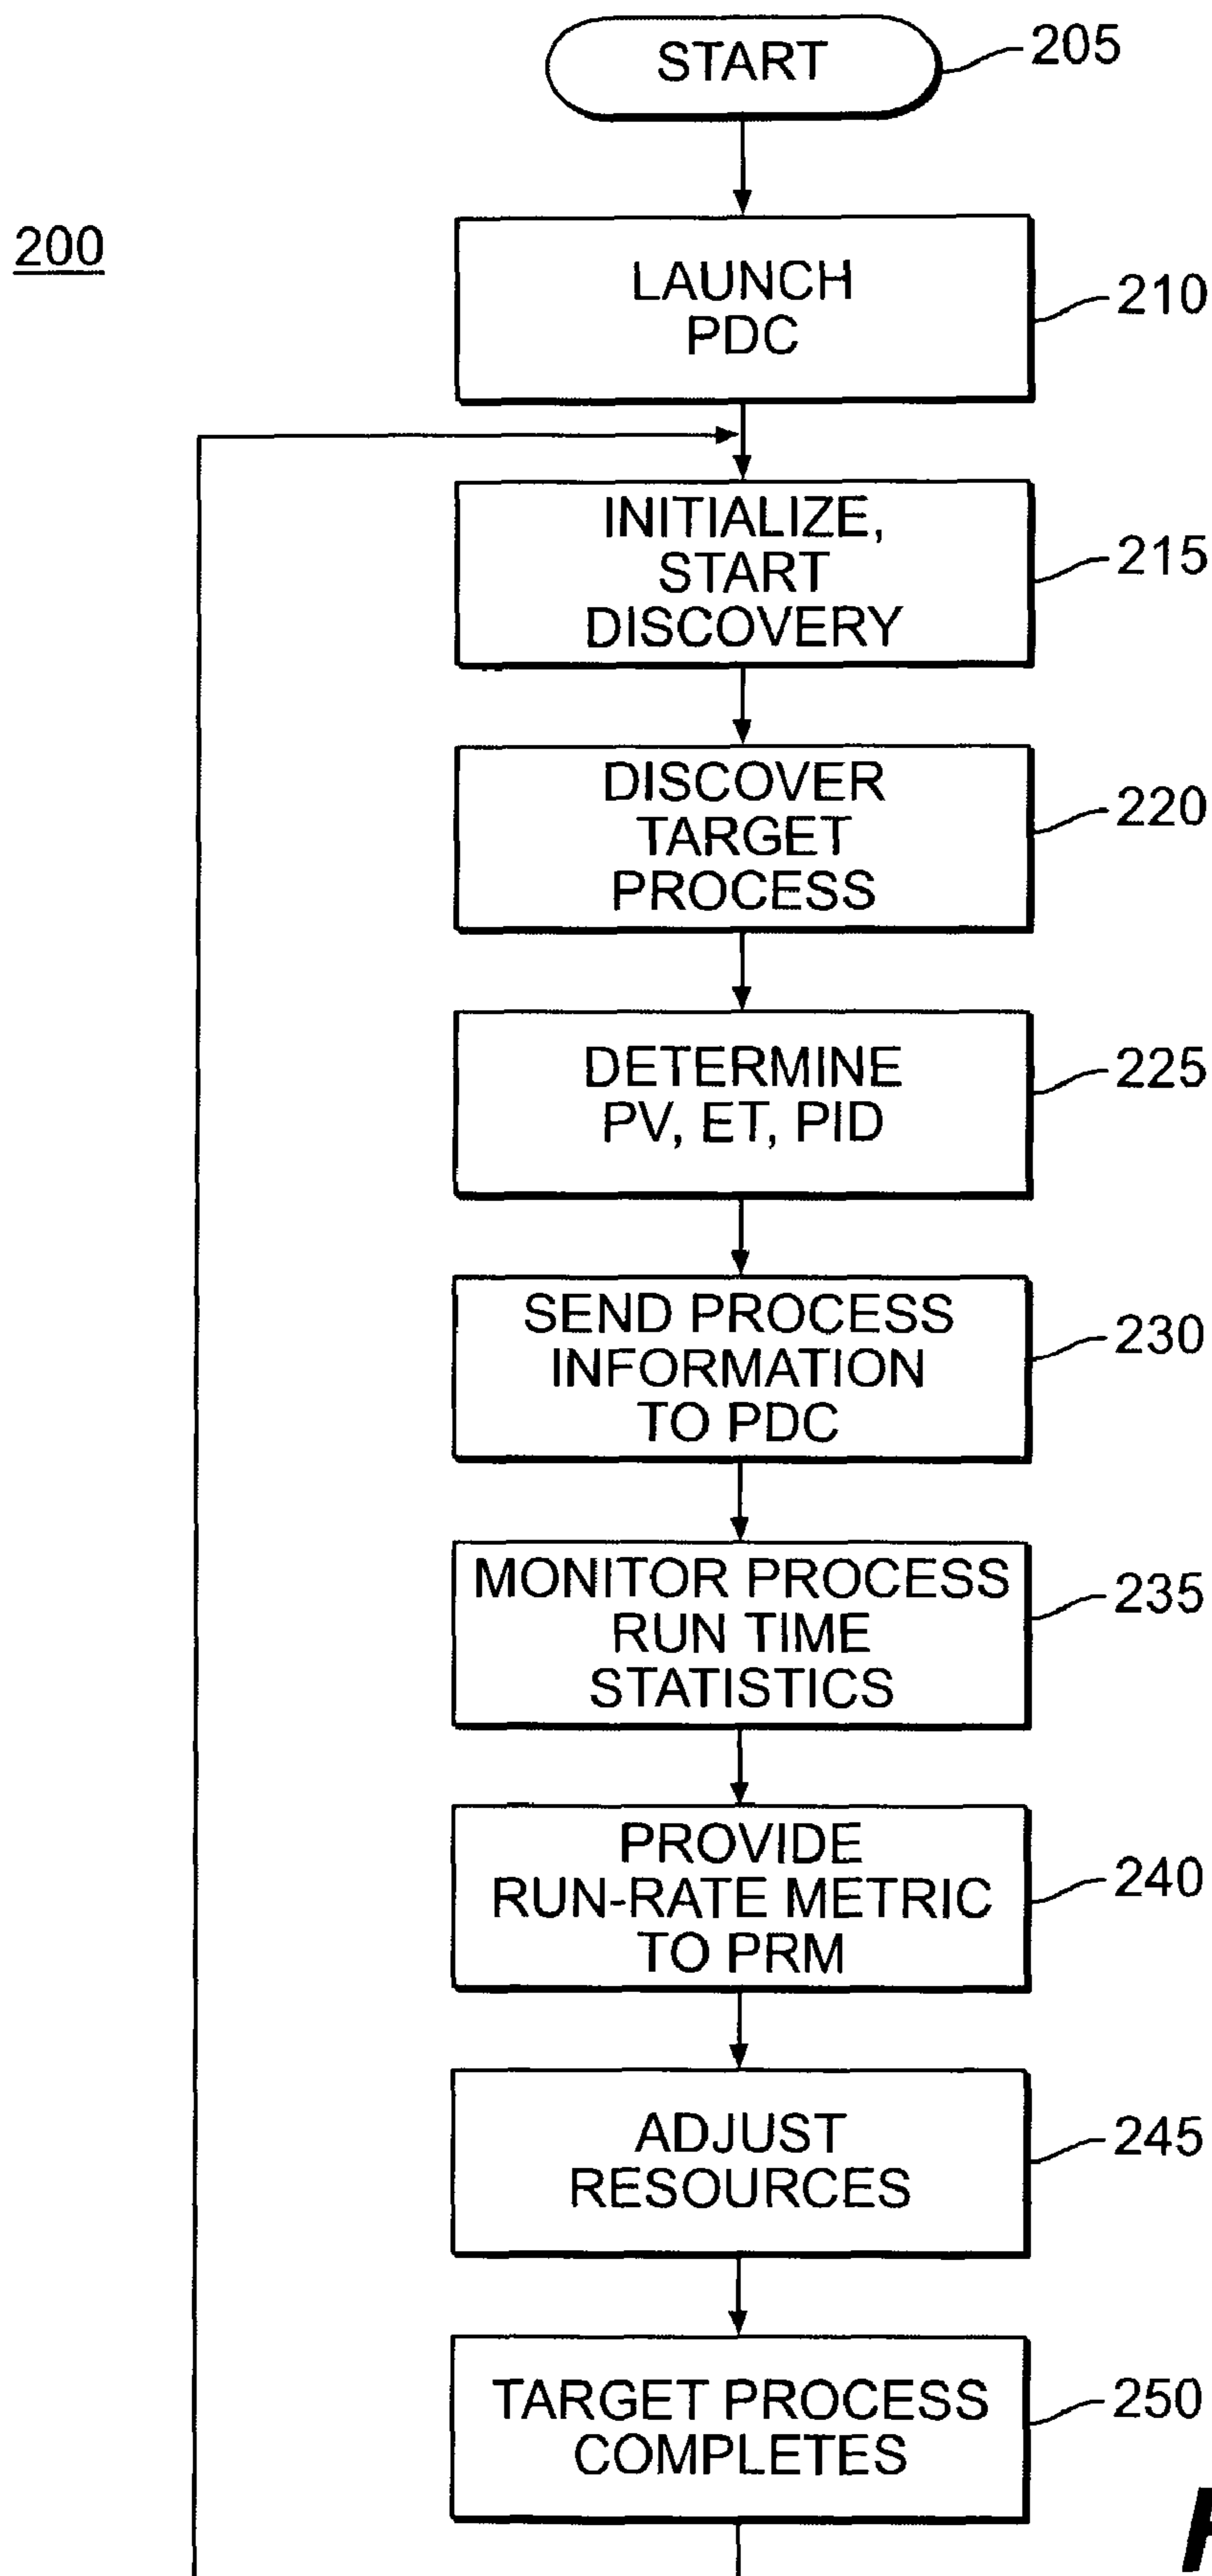 START
205
200
LAUNCH
PDC
210
INITIALIZE,
START
DISCOVERY
215
DISCOVER
TARGET
PROCESS
220
DETERMINE
PV, ET, PID
225
SEND PROCESS
INFORMATION
TO PDC
230
MONITOR PROCESS
RUN TIME
STATISTICS
235
PROVIDE
RUN-RATE METRIC
TO PRM
240
ADJUST
RESOURCES
245
TARGET PROCESS
COMPLETES
250